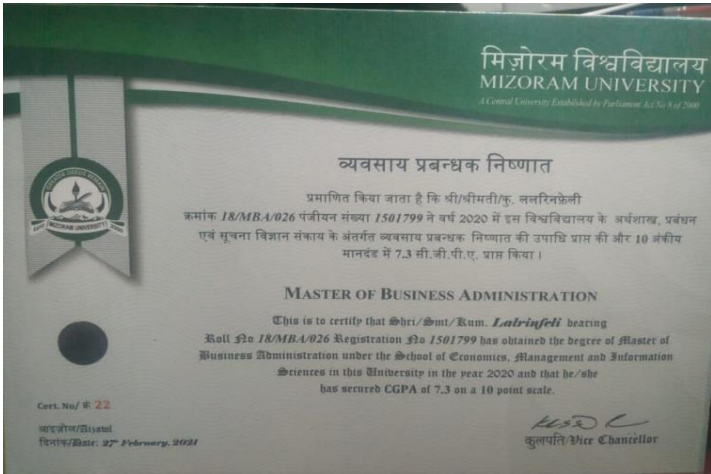 मिज़ोरम विश्वविद्यालय
MIZORAM UNIVERSITY
A Central University Established by Parliament Act No 8 of 2000
MIZORAM UNIVERSITY
व्यवसाय प्रबन्धक निष्णात
प्रमाणित किया जाता है कि श्री/श्रीमती/कु. ललरिनफ़ेली
क्रमांक 18/MBA/026 पंजीयन संख्या 1501799 ने वर्ष 2020 में इस विश्वविद्यालय के अर्थशास्त्र, प्रबंधन
एवं सूचना विज्ञान संकाय के अंतर्गत व्यवसाय प्रबन्धक निष्णात की उपाधि प्राप्त की और 10 अंकीय
मानदंड में 7.3 सी.जी.पी.ए. प्राप्त किया ।
MASTER OF BUSINESS ADMINISTRATION
This is to certify that Shri/Smt/Kum. Lalrinfeli bearing
Roll No 18/MBA/026 Registration No 1501799 has obtained the degree of Master of
Business Administration under the School of Economics, Management and Information
Sciences in this University in the year 2020 and that he/she
has secured CGPA of 7.3 on a 10 point scale.
Cert. No/ क्रं 22
आइज़ोल/Aizawl
दिनांक/Date: 27th February, 2021
कुलपति/Vice Chancellor